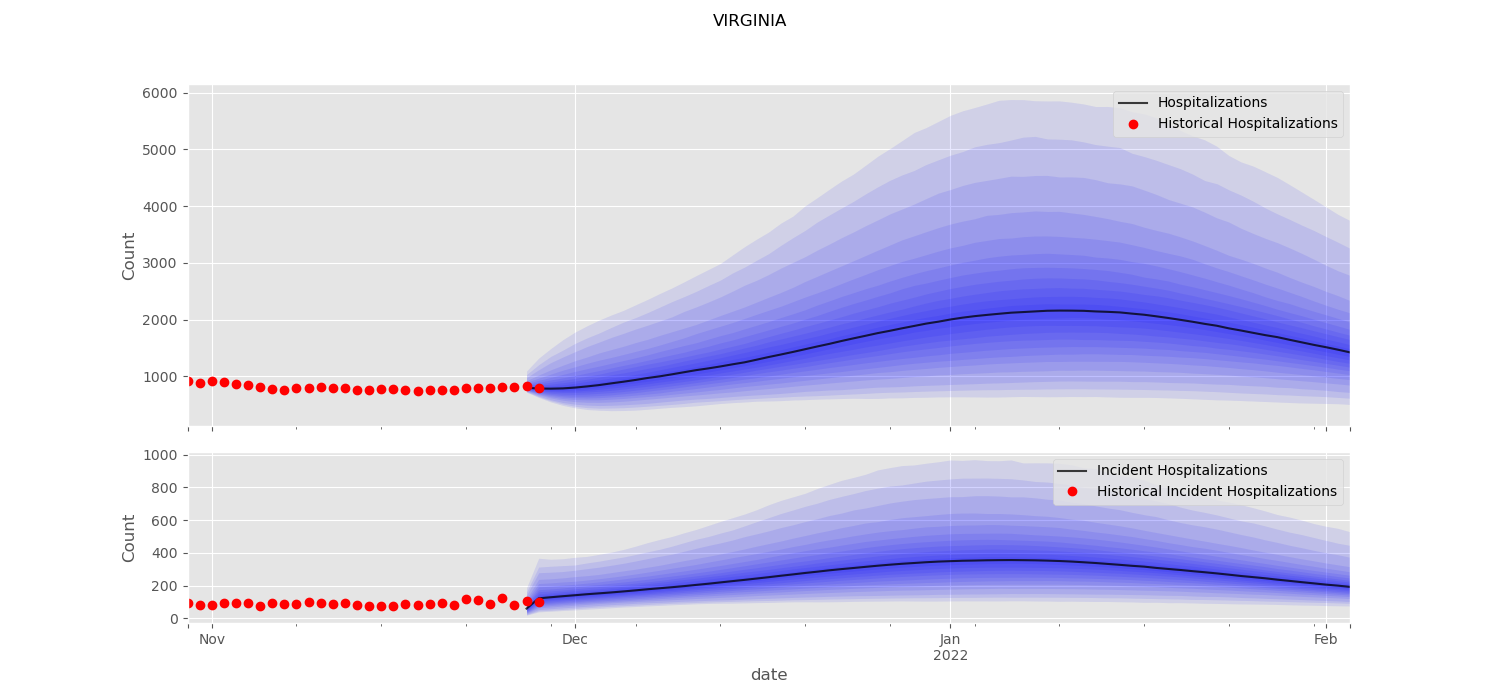 VIRGINIA
6000
5000
4000
3000
2000
1000
Count
Hospitalizations
Historical Hospitalizations
1000
800
600
400
200
0
Count
Incident Hospitalizations
Historical Incident Hospitalizations
Nov
Dec
Jan
2022
Feb
date